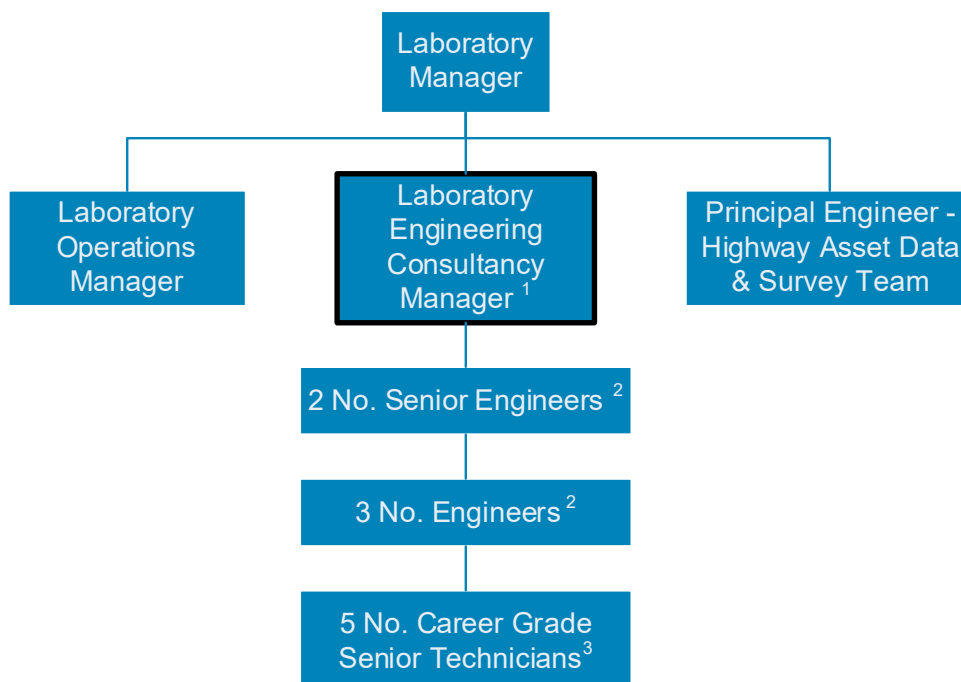 Laboratory
Manager
Laboratory
Operations
Manager
Laboratory
Engineering
Consultancy
Manager 1
Principal Engineer -
Highway Asset Data
& Survey Team
2 No. Senior Engineers 2
3 No. Engineers 2
5 No. Career Grade
Senior Technicians3